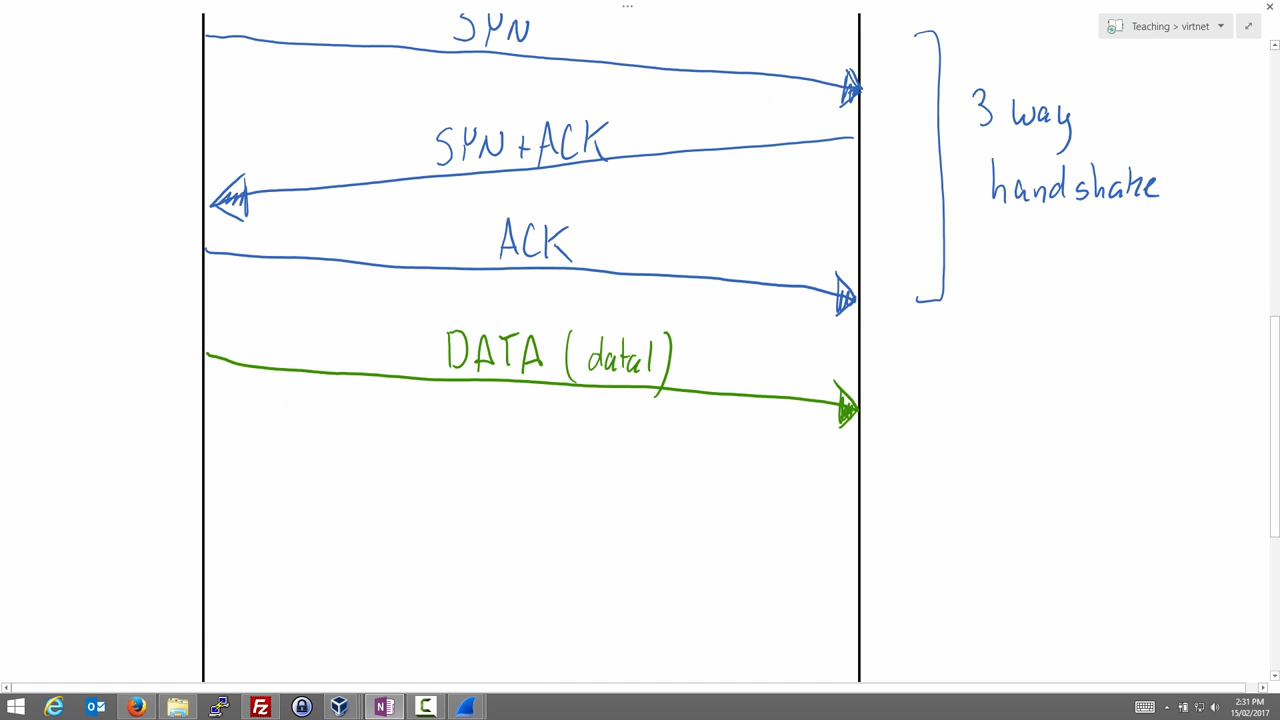 Teaching > virtnet
SYN
SYN + ACK
ACK
DATA (data1)
3 way
handshake
2:31 PM
15/02/2017